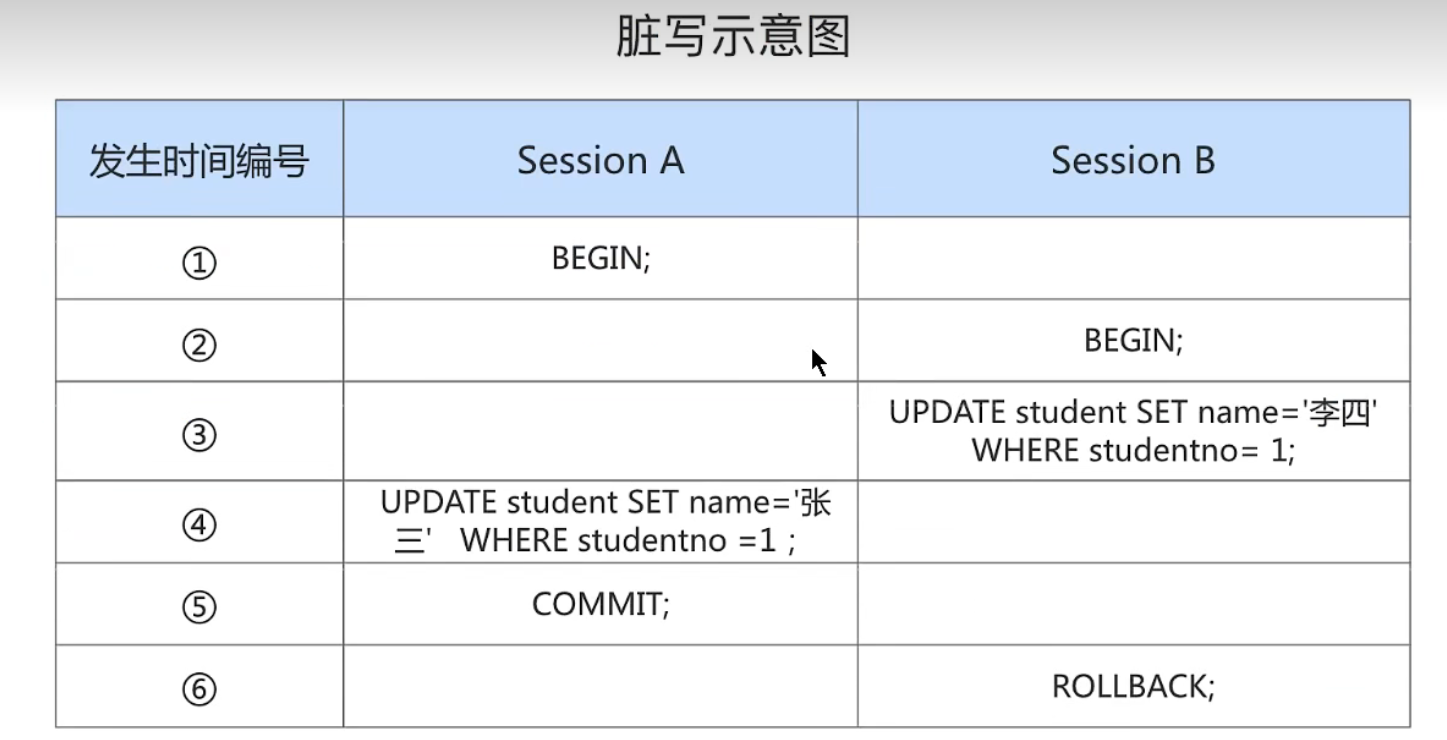 脏写示意图
发生时间编号
Session A
Session B
①
BEGIN;
②
BEGIN;
③
UPDATE student SET name='李四'
WHERE studentno= 1;
④
UPDATE student SET name='张
三' WHERE studentno =1 ;
⑤
COMMIT;
⑥
ROLLBACK;